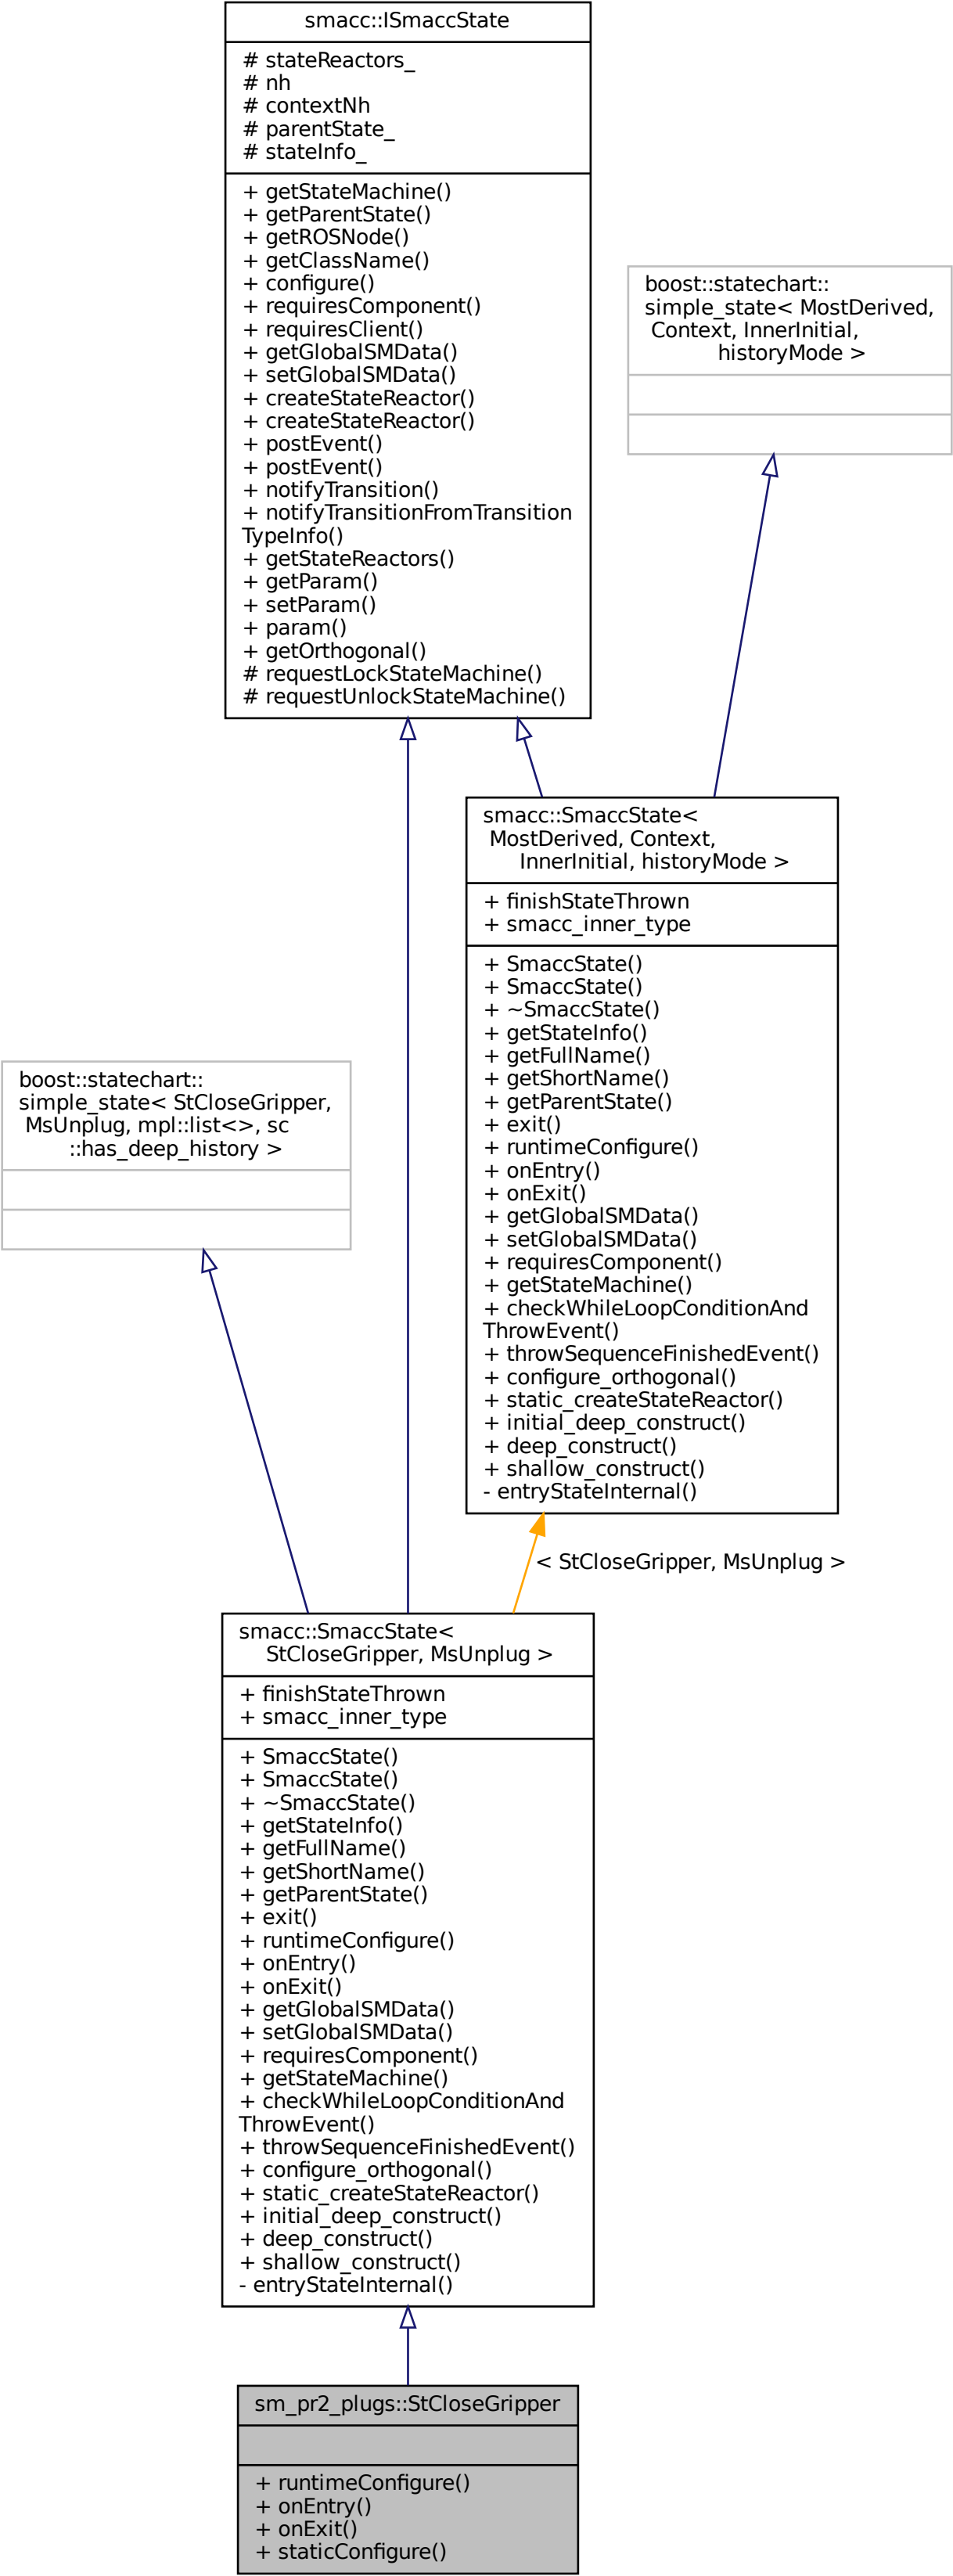 smacc::ISmaccState
# stateReactors_
# nh
# contextNh
# parentState_
# stateInfo_
+ getStateMachine()
+ getParentState()
+ getROSNode()
+ getClassName()
+ configure()
+ requiresComponent()
+ requiresClient()
+ getGlobalSMData()
+ setGlobalSMData()
+ createStateReactor()
+ createStateReactor()
+ postEvent()
+ postEvent()
+ notifyTransition()
+ notifyTransitionFromTransition
TypeInfo()
+ getStateReactors()
+ getParam()
+ setParam()
+ param()
+ getOrthogonal()
# requestLockStateMachine()
# requestUnlockStateMachine()
boost::statechart::
simple_state< MostDerived,
Context, InnerInitial,
historyMode >
smacc::SmaccState<
MostDerived, Context,
InnerInitial, historyMode >
+ finishStateThrown
+ smacc_inner_type
+ SmaccState()
+ SmaccState()
+ ~SmaccState()
+ getStateInfo()
+ getFullName()
+ getShortName()
+ getParentState()
+ exit()
+ runtimeConfigure()
+ onEntry()
+ onExit()
+ getGlobalSMData()
+ setGlobalSMData()
+ requiresComponent()
+ getStateMachine()
+ checkWhileLoopConditionAnd
ThrowEvent()
+ throwSequenceFinishedEvent()
+ configure_orthogonal()
+ static_createStateReactor()
+ initial_deep_construct()
+ deep_construct()
+ shallow_construct()
- entryStateInternal()
boost::statechart::
simple_state< StCloseGripper,
MsUnplug, mpl::list<>, sc
::has_deep_history >
< StCloseGripper, MsUnplug >
smacc::SmaccState<
StCloseGripper, MsUnplug >
+ finishStateThrown
+ smacc_inner_type
+ SmaccState()
+ SmaccState()
+ ~SmaccState()
+ getStateInfo()
+ getFullName()
+ getShortName()
+ getParentState()
+ exit()
+ runtimeConfigure()
+ onEntry()
+ onExit()
+ getGlobalSMData()
+ setGlobalSMData()
+ requiresComponent()
+ getStateMachine()
+ checkWhileLoopConditionAnd
ThrowEvent()
+ throwSequenceFinishedEvent()
+ configure_orthogonal()
+ static_createStateReactor()
+ initial_deep_construct()
+ deep_construct()
+ shallow_construct()
- entryStateInternal()
sm_pr2_plugs::StCloseGripper
+ runtimeConfigure()
+ onEntry()
+ onExit()
+ staticConfigure()